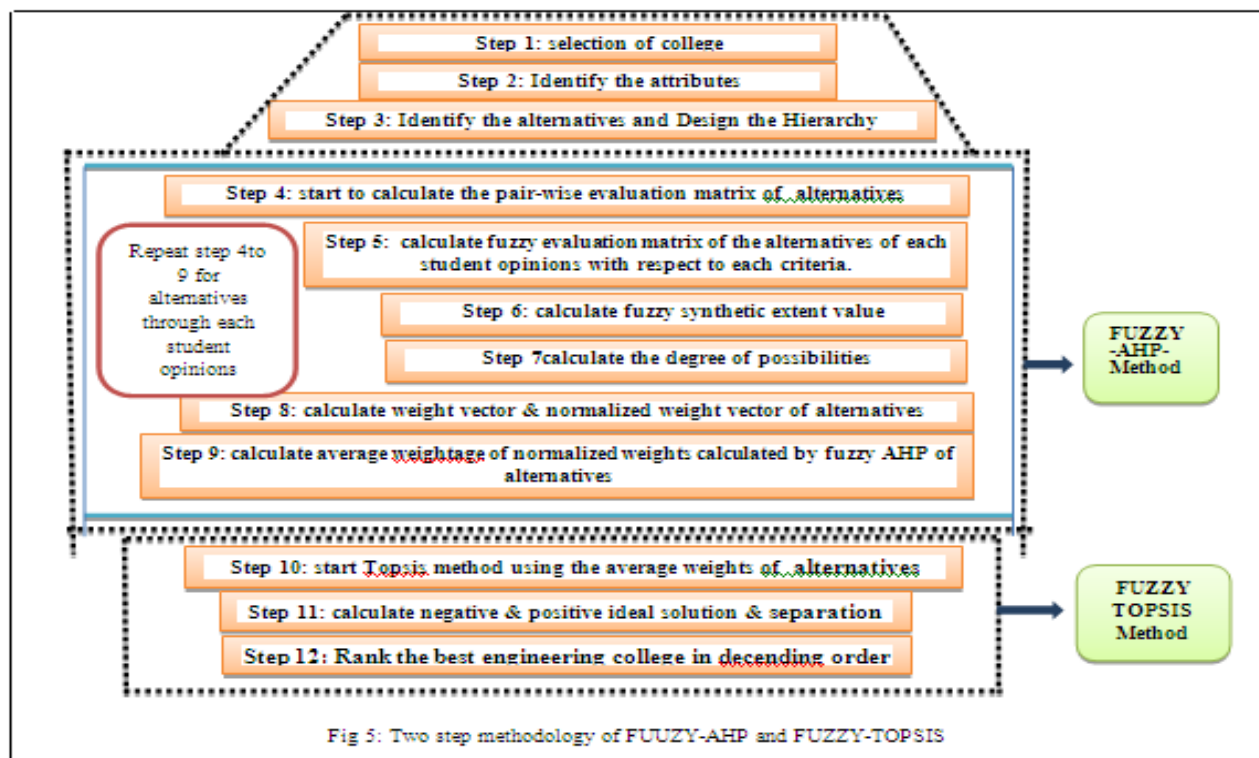 Step 1: selection of college
Step 2: Identify the attributes
Step 3: Identify the alternatives and Design the Hierarchy
Step 4: start to calculate the pair-wise evaluation matrix of alternatives
Step 5: calculate fuzzy evaluation matrix of the alternatives of each
student opinions with respect to each criteria.
Repeat step 4to
9 for
alternatives
through each
student
opinions
Step 6: calculate fuzzy synthetic extent value
Step 7calculate the degree of possibilities
Step 8: calculate weight vector & normalized weight vector of alternatives
Step 9: calculate average weightage of normalized weights calculated by fuzzy AHP of
alternatives
FUZZY
-AHP-
Method
Step 10: start Topsis method using the average weights of alternatives
Step 11: calculate negative & positive ideal solution & separation
Step 12: Rank the best engineering college in decending order
FUZZY
TOPSIS
Method
Fig 5: Two step methodology of FUUZY-AHP and FUZZY-TOPSIS